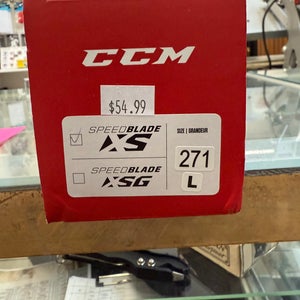 CCM
$54.99
SPEEDBLADE
XS
SIZE | GRANDEUR
271
L
SPEEDBLADE
XSG